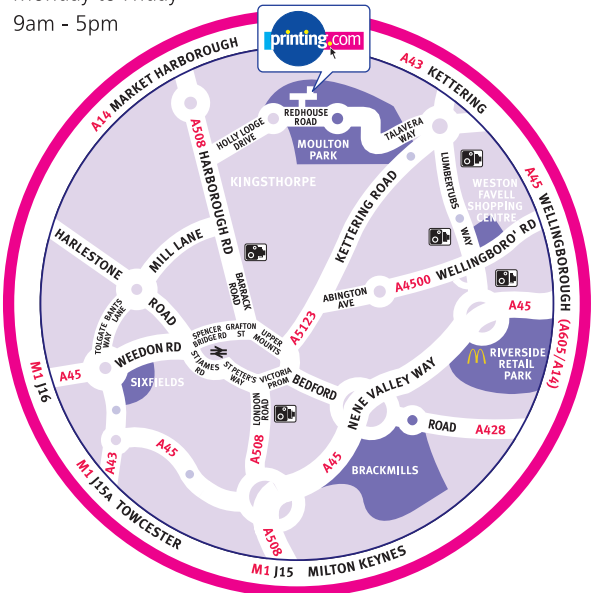 Monday to Friday
9am - 5pm
printing.com
A14 MARKET HARBOROUGH
A43 KETTERING
A45 WELLINGBOROUGH (A605/A14)
A508 HARBOROUGH RD
HOLLY LODGE
DRIVE
REDHOUSE
ROAD
MOULTON
PARK
TALAVERA
WAY
KINGSTHORPE
KETTERING ROAD
LUMBERTUBS WAY
WESTON
FAVELL
SHOPPING
CENTRE
HARLESTONE ROAD
MILL LANE
BARRACK
ROAD
ABINGTON
AVE
A4500 WELLINGBORO' RD
A5123
A45
TOLGATE
WAY
BANTS
LANE
WEEDON RD
SPENCER
BRIDGE RD
GRAFTON
ST
UPPER
MOUNTS
ST JAMES
RD
ST PETER'S
WAY
VICTORIA
PROM
BEDFORD ROAD
NENE VALLEY WAY
RIVERSIDE
RETAIL
PARK
M1 J16
A45
SIXFIELDS
LONDON
ROAD
A508
A428
A45
A45
A43
BRACKMILLS
M1 J15A TOWCESTER
A508
M1 J15 MILTON KEYNES